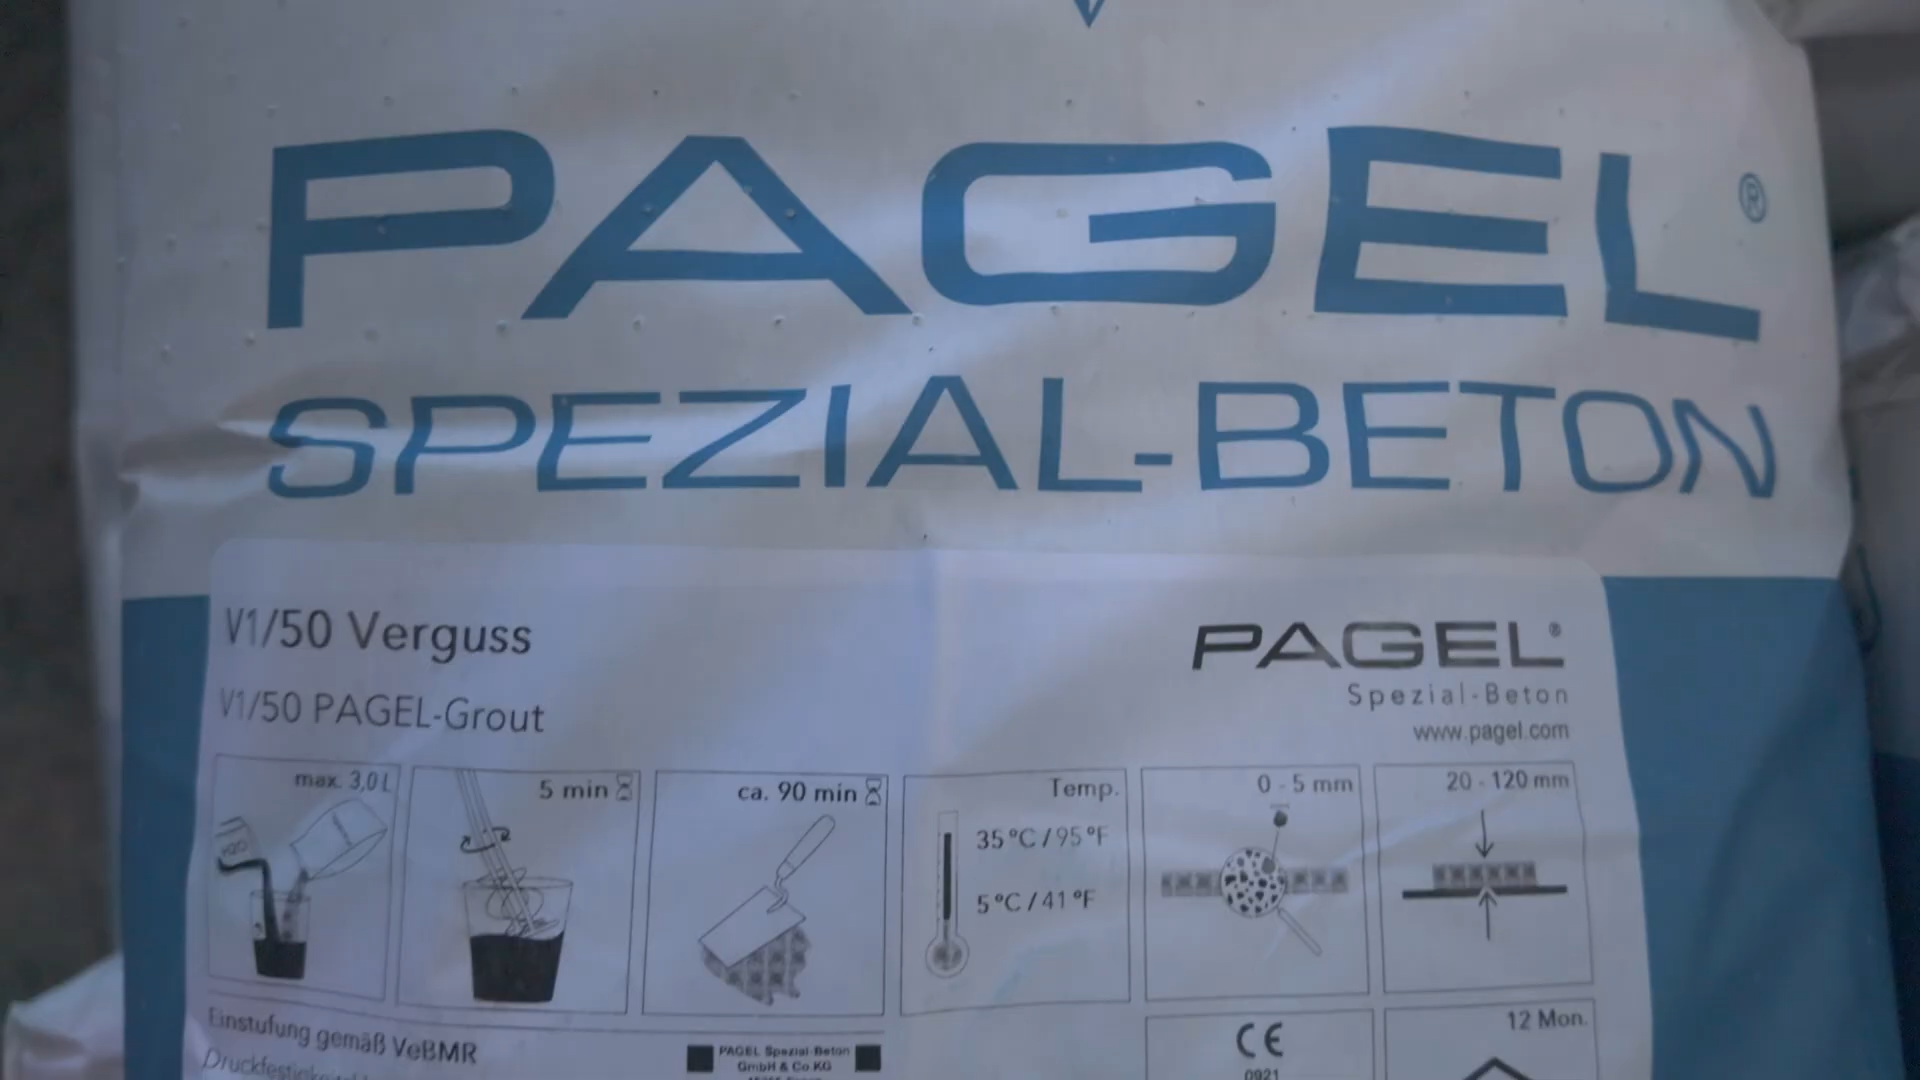 PAGEL®
SPEZIAL-BETON
V1/50 Verguss
V1/50 PAGEL-Grout
PAGEL®
Spezial-Beton
www.pagel.com
max. 3,0 L
5 min
ca. 90 min
Temp.
35°C/95°F
5°C/41°F
0 - 5 mm
20 - 120 mm
H2O
Einstufung gemäß VeBMR
PAGEL Spezial-Beton
GmbH & Co.KG
CE
0921
12 Mon.